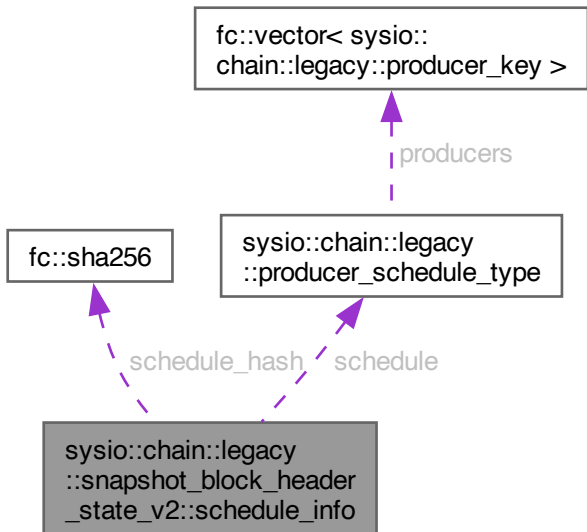 fc::vector< sysio::
chain::legacy::producer_key >
producers
fc::sha256
sysio::chain::legacy
::producer_schedule_type
schedule_hash
schedule
sysio::chain::legacy
::snapshot_block_header
_state_v2::schedule_info